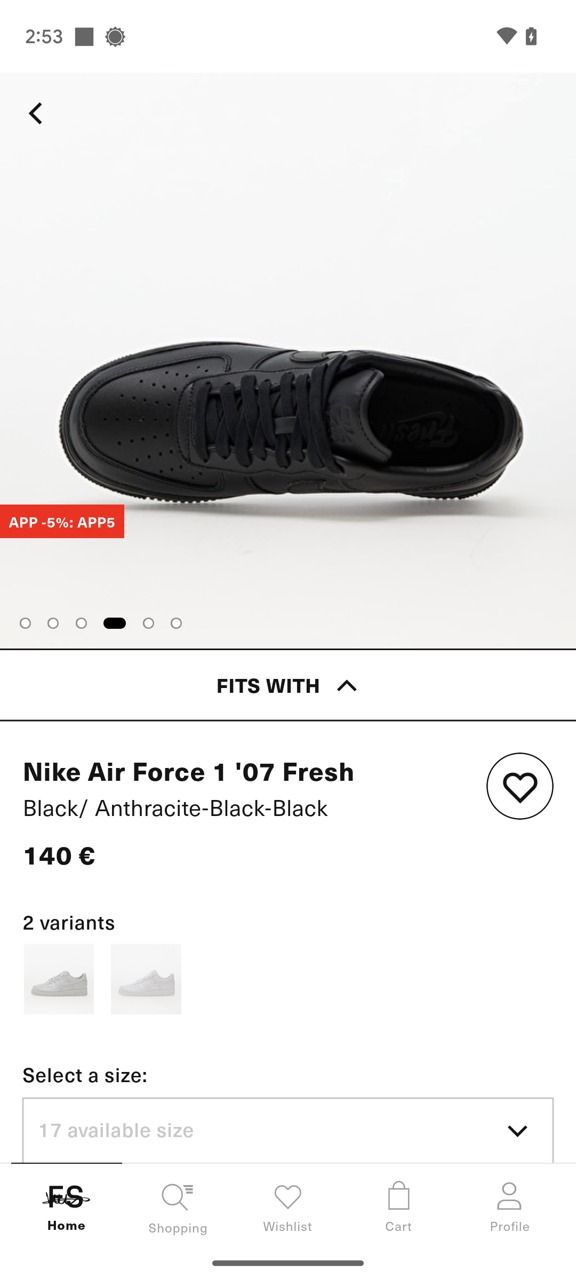 2:53
Fresh
APP -5%: APP5
FITS WITH
Nike Air Force 1 '07 Fresh
Black/ Anthracite-Black-Black
140 €
2 variants
Select a size:
17 available size
FS
Home
Shopping
Wishlist
Cart
Profile